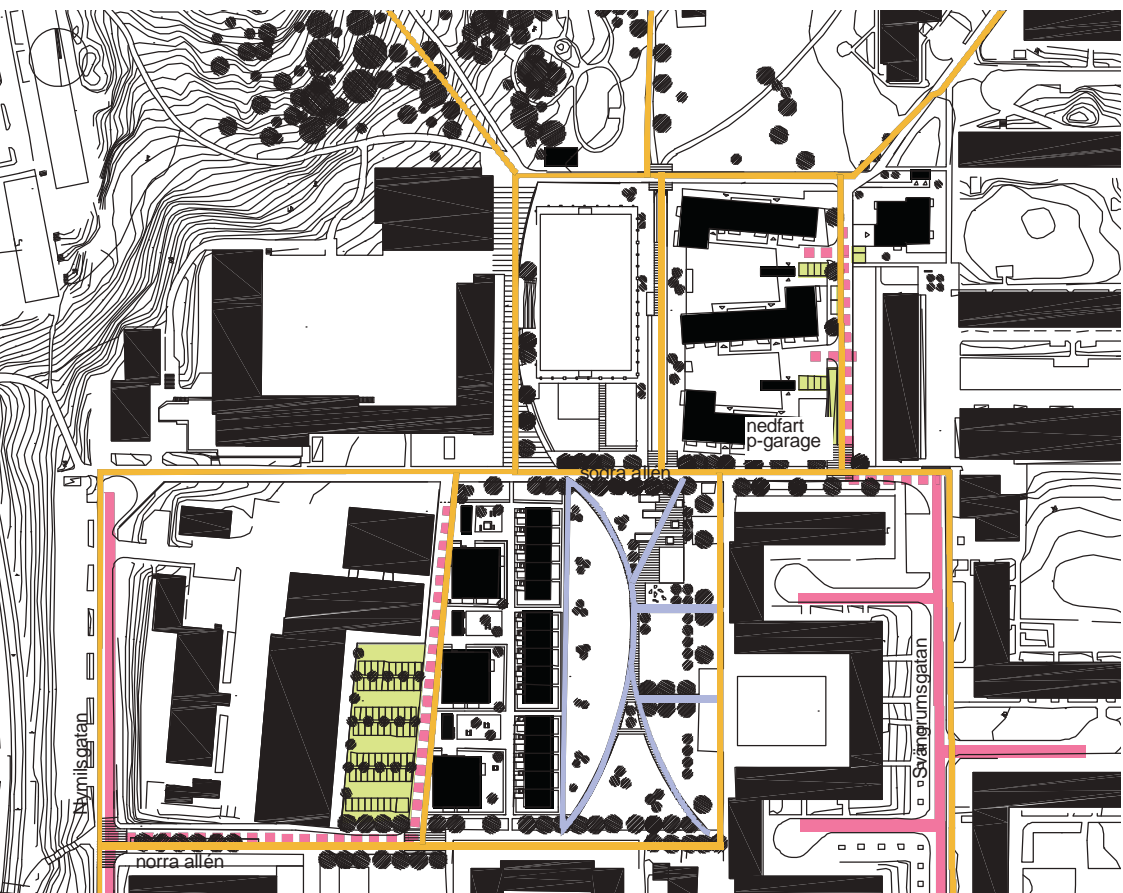 nedfart
p-garage
södra allén
Svängrumsgatan
Nymilsgatan
norra allén